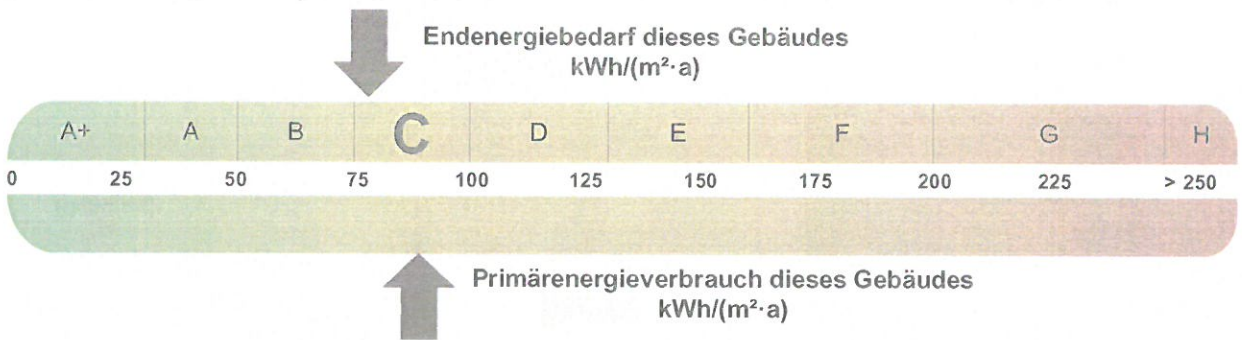 Endenergiebedarf dieses Gebäudes
kWh/(m²·a)
A+ A B C D E F G H
0 25 50 75 100 125 150 175 200 225 > 250
Primärenergieverbrauch dieses Gebäudes
kWh/(m²·a)